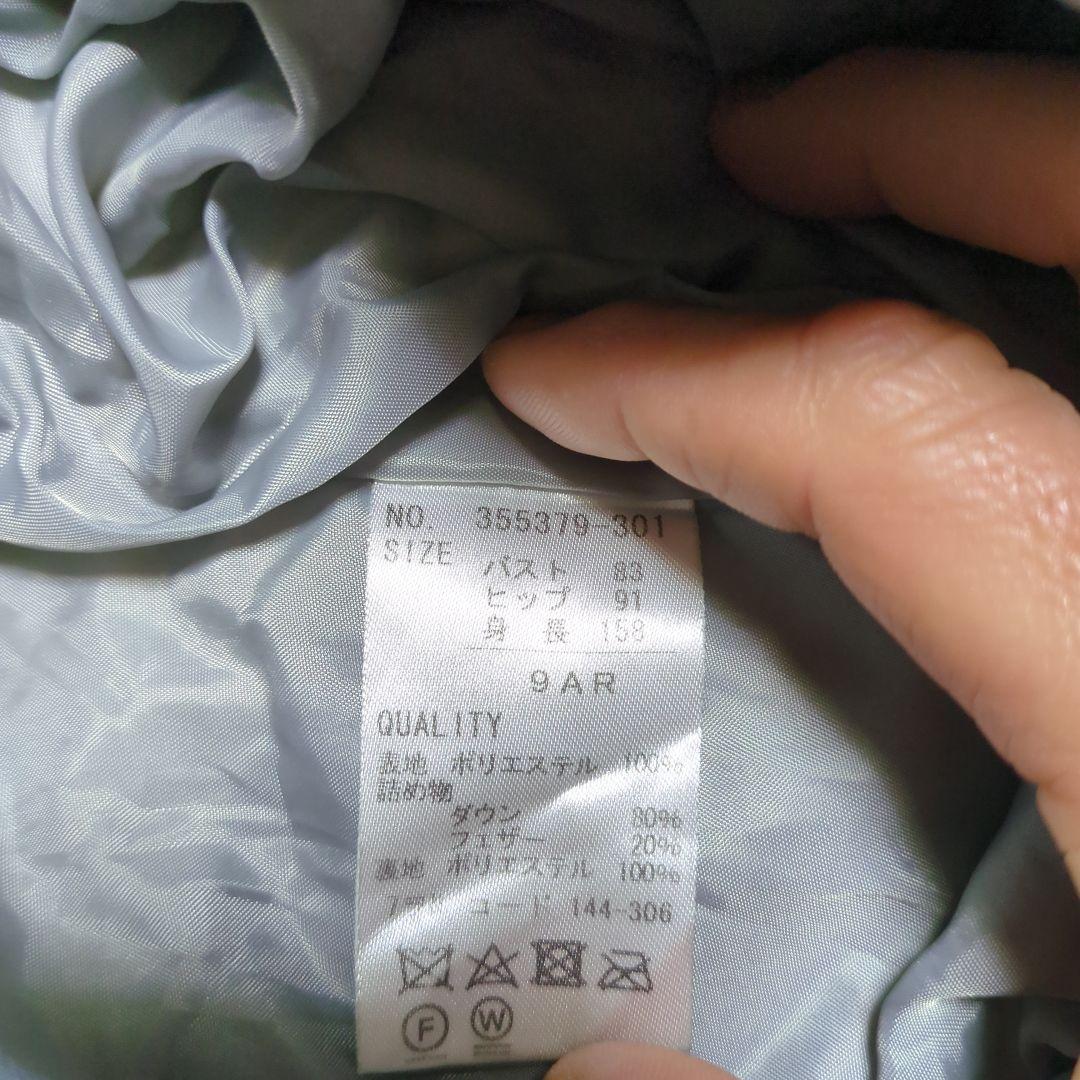 NO. 355379-301
SIZE
バスト 83
ヒップ 91
身長 158
9AR
QUALITY
表地 ポリエステル 100%
詰め物
ダウン 80%
フェザー 20%
裏地 ポリエステル 100%
コード 144-306
F
W